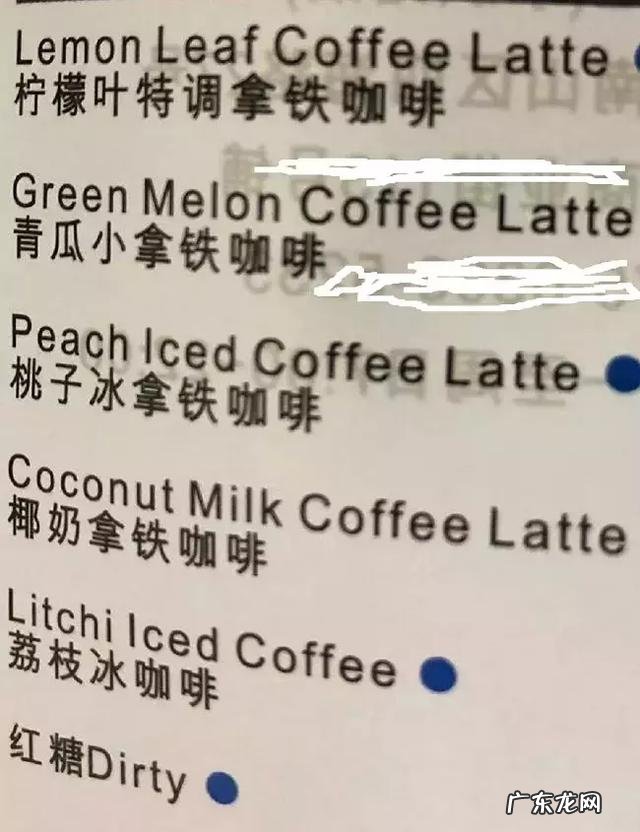 Lemon Leaf Coffee Latte
柠檬叶特调拿铁咖啡
Green Melon Coffee Latte
青瓜小拿铁咖啡
Peach Iced Coffee Latte
桃子冰拿铁咖啡
Coconut Milk Coffee Latte
椰奶拿铁咖啡
Litchi Iced Coffee
荔枝冰咖啡
红糖Dirty
广东龙网